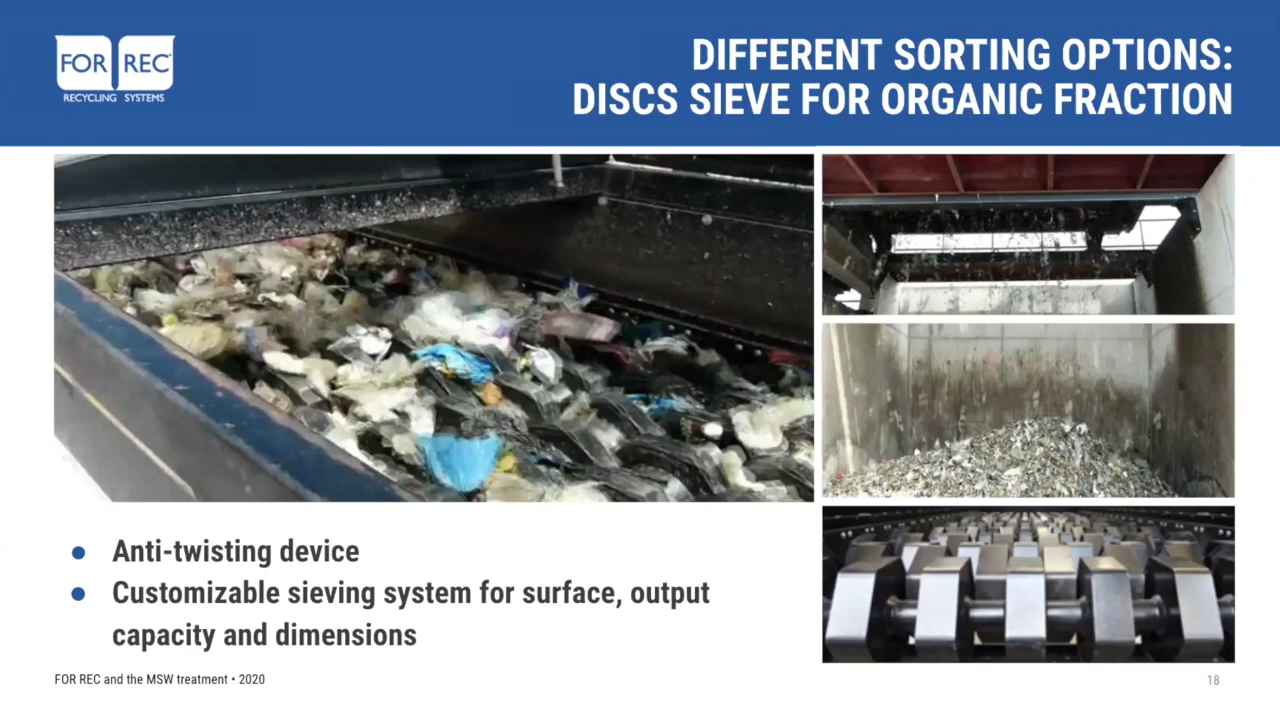 FOR REC
RECYCLING SYSTEMS
DIFFERENT SORTING OPTIONS:
DISCS SIEVE FOR ORGANIC FRACTION
● Anti-twisting device
● Customizable sieving system for surface, output
capacity and dimensions
FOR REC and the MSW treatment • 2020
18